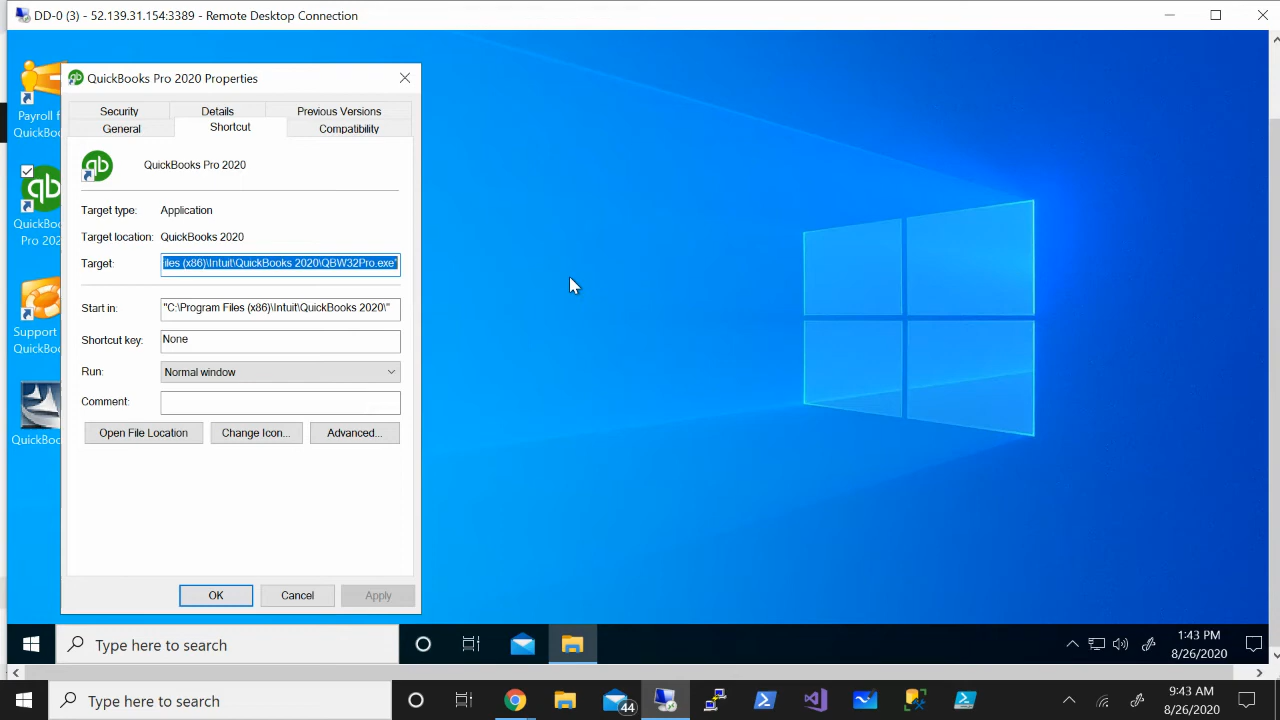 DD-0 (3) - 52.139.31.154:3389 - Remote Desktop Connection
Payroll f
QuickBoo
QuickBoo
Pro 202
Support
QuickBoo
QuickBoo
QuickBooks Pro 2020 Properties
Security Details Previous Versions
General Shortcut Compatibility
qb QuickBooks Pro 2020
Target type: Application
Target location: QuickBooks 2020
Target: iles (x86)\Intuit\QuickBooks 2020\QBW32Pro.exe"
Start in: "C:\Program Files (x86)\Intuit\QuickBooks 2020\"
Shortcut key: None
Run: Normal window
Comment:
Open File Location Change Icon... Advanced...
OK Cancel Apply
Type here to search
1:43 PM
8/26/2020
Type here to search
44
9:43 AM
8/26/2020